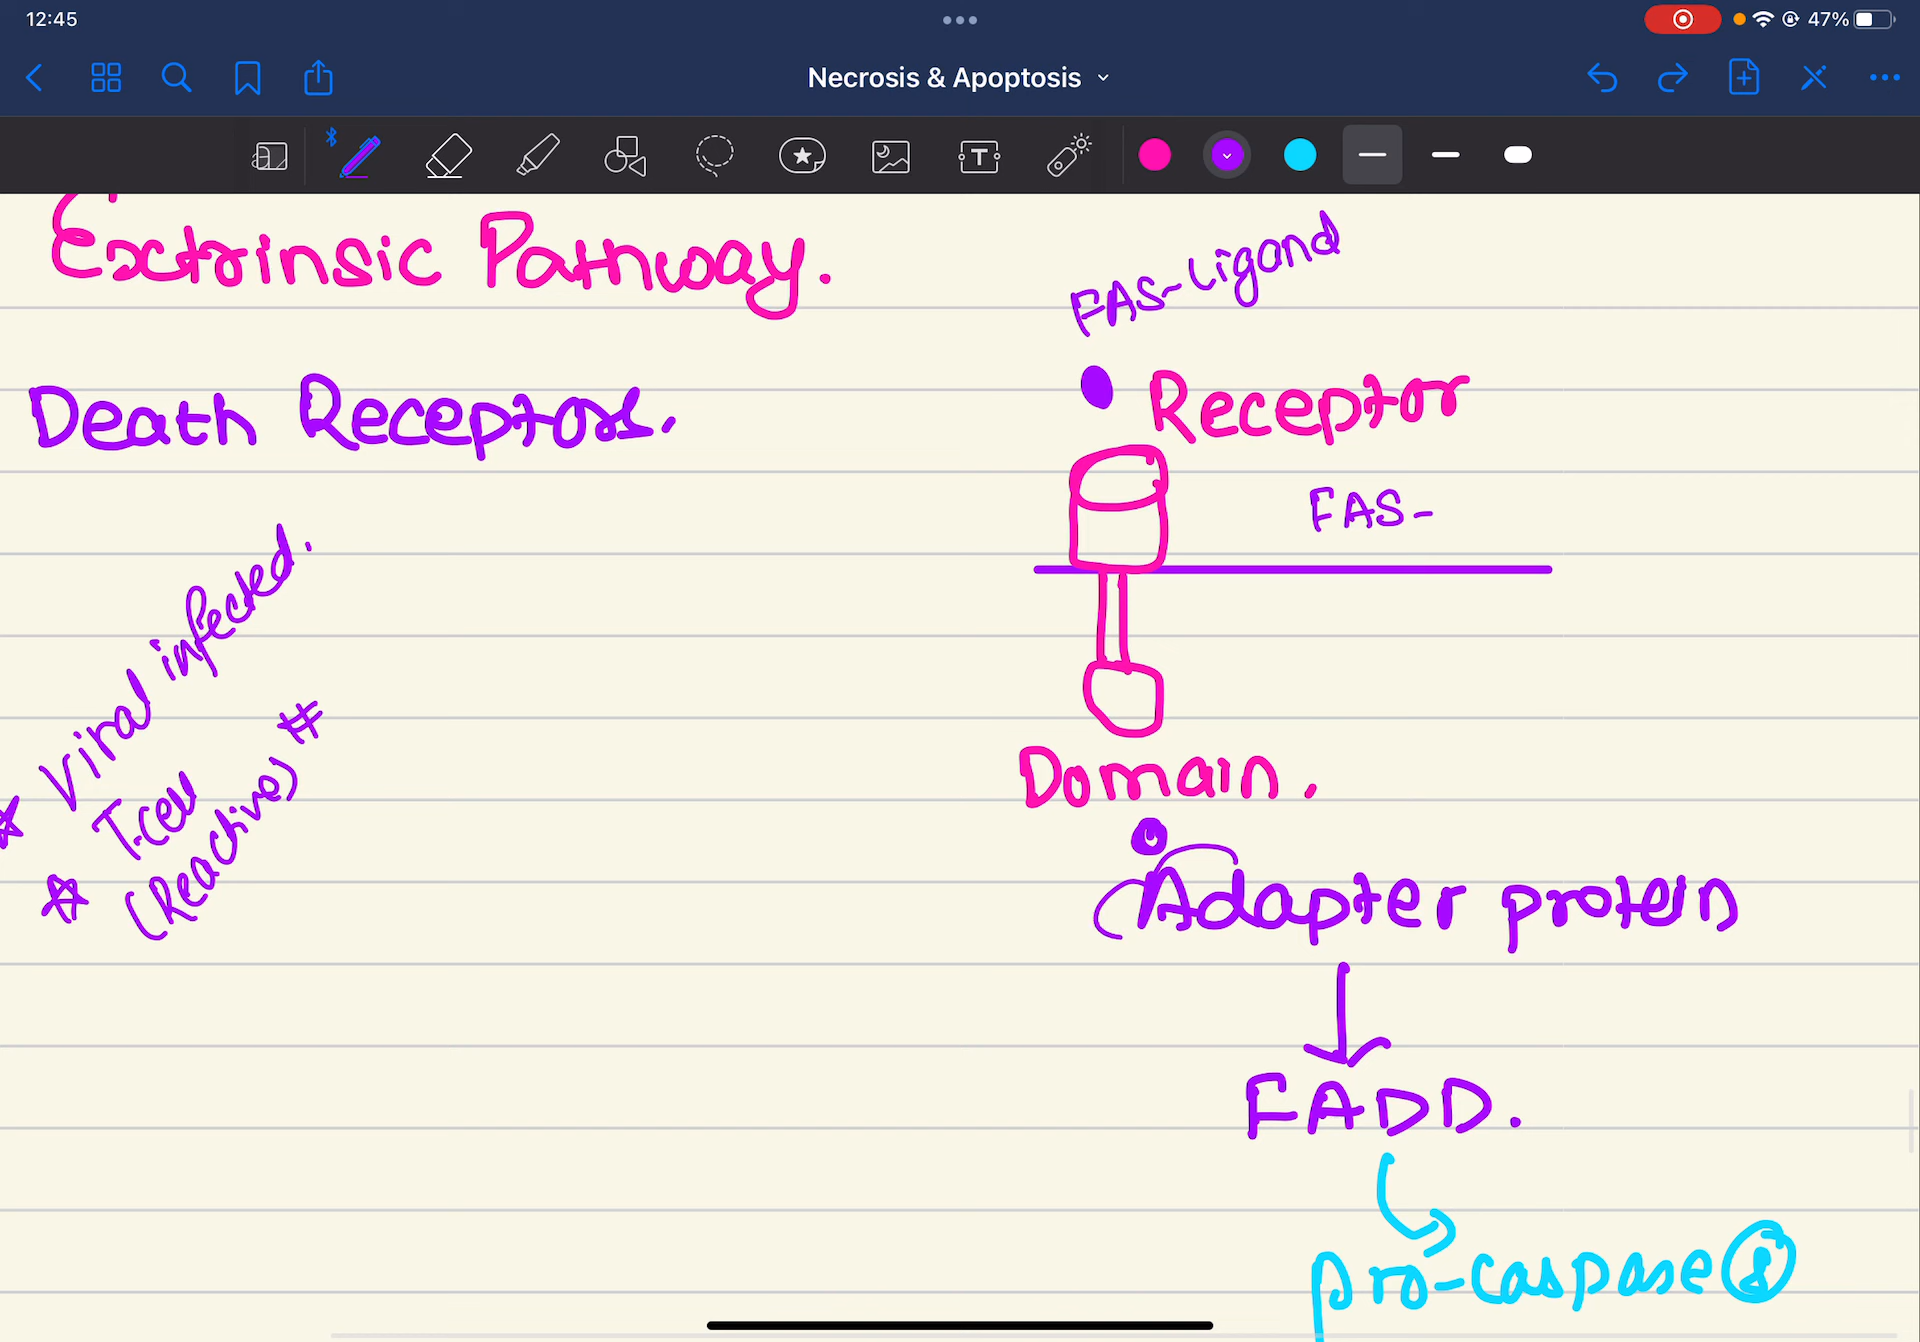 12:45
47%
Necrosis & Apoptosis
T
Extrinsic Pathway.
FAS-Ligand
Death Receptors.
Receptor
FAS-
Viral infected.
T.cell
(Reactive) #
Domain.
Adapter protein
FADD.
pro-caspase 8